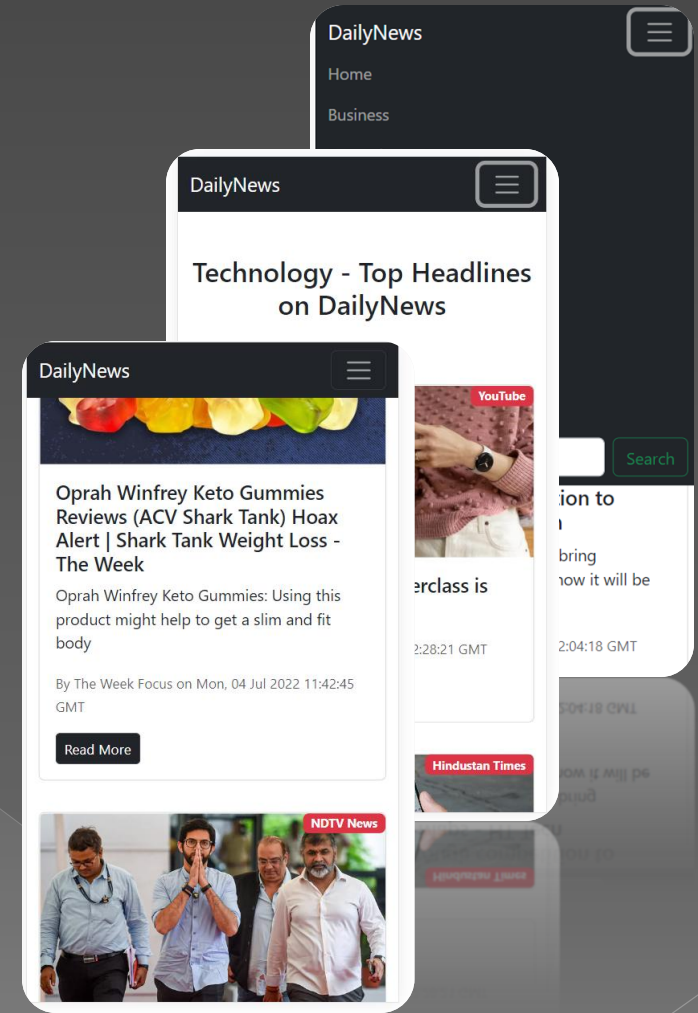 DailyNews
Home
Business
Search
tion to
bring
now it will be
2:04:18 GMT
DailyNews
Technology - Top Headlines
on DailyNews
YouTube
erclass is
2:28:21 GMT
Hindustan Times
DailyNews
Oprah Winfrey Keto Gummies
Reviews (ACV Shark Tank) Hoax
Alert | Shark Tank Weight Loss -
The Week
Oprah Winfrey Keto Gummies: Using this
product might help to get a slim and fit
body
By The Week Focus on Mon, 04 Jul 2022 11:42:45
GMT
Read More
NDTV News